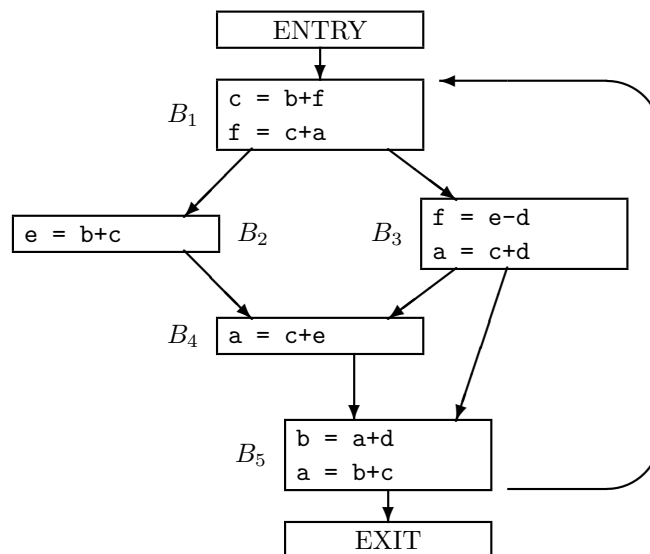 ENTRY
B1
c = b+f
f = c+a
e = b+c
B2
B3
f = e-d
a = c+d
B4
a = c+e
B5
b = a+d
a = b+c
EXIT